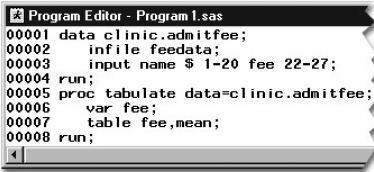 Program Editor - Program 1.sas
00001 data clinic.admitfee;
00002 infile feedata;
00003 input name $ 1-20 fee 22-27;
00004 run;
00005 proc tabulate data=clinic.admitfee;
00006 var fee;
00007 table fee,mean;
00008 run;